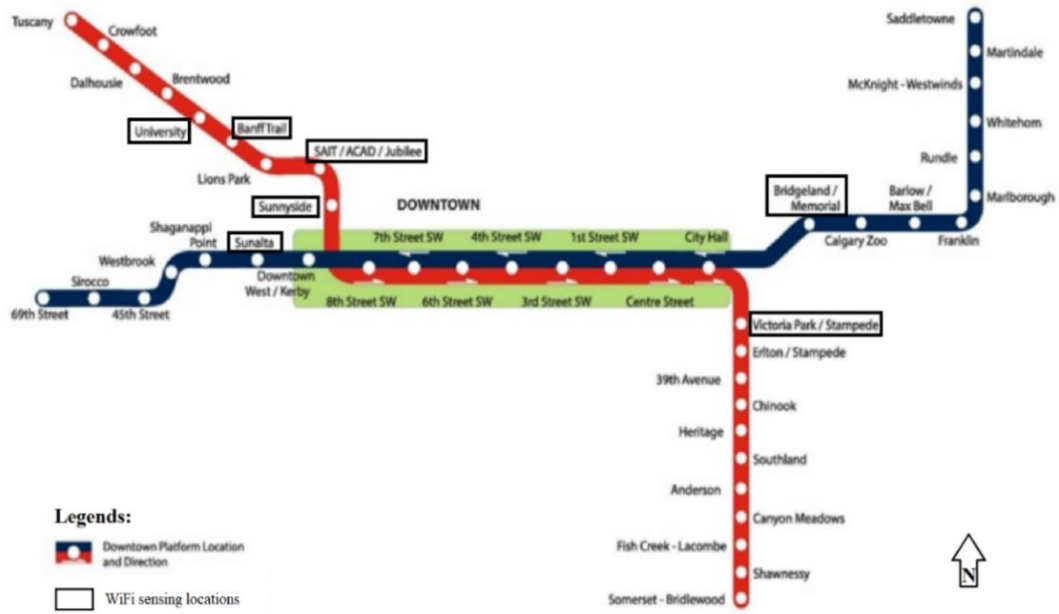 Tuscany
Crowfoot
Dalhousie
Brentwood
University
Banff Trail
Lions Park
SAIT / ACAD / Jubilee
Sunnyside
DOWNTOWN
Saddletowne
Martindale
McKnight - Westwinds
Whitehorn
Rundle
Marlborough
Bridgeland /
Memorial
Barlow /
Max Bell
Calgary Zoo
Franklin
Shaganappi
Point
Sunalta
7th Street SW
4th Street SW
1st Street SW
City Hall
Westbrook
Sirocco
69th Street
45th Street
Downtown
West / Kerby
8th Street SW
6th Street SW
3rd Street SW
Centre Street
Victoria Park / Stampede
Erlton / Stampede
39th Avenue
Chinook
Heritage
Southland
Anderson
Canyon Meadows
Fish Creek - Lacombe
Shawnessy
Somerset - Bridlewood
Legends:
Downtown Platform Location
and Direction
WiFi sensing locations
N